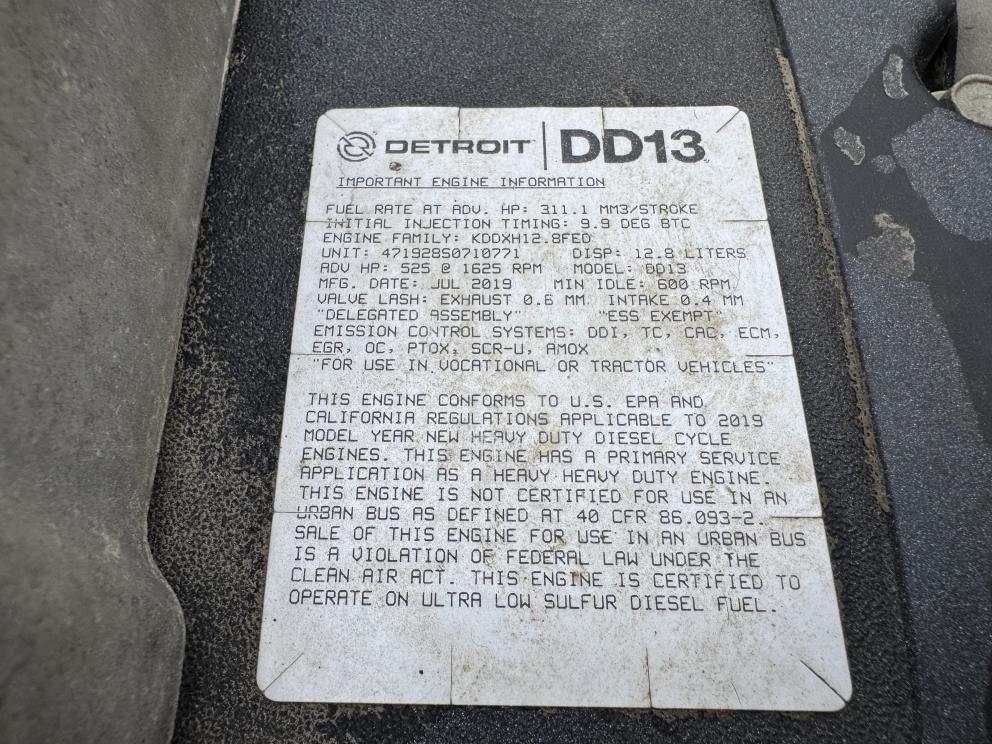 DETROIT | DD13
IMPORTANT ENGINE INFORMATION
FUEL RATE AT ADV. HP: 311.1 MM3/STROKE
INITIAL INJECTION TIMING: 9.9 DEG BTC
ENGINE FAMILY: KDDXH12.8FED
UNIT: 471928S0710771 DISP: 12.8 LITERS
ADV HP: 525 @ 1625 RPM MODEL: DD13
MFG. DATE: JUL 2019 MIN IDLE: 600 RPM
VALVE LASH: EXHAUST 0.6 MM INTAKE 0.4 MM
"DELEGATED ASSEMBLY" "ESS EXEMPT"
EMISSION CONTROL SYSTEMS: DDI, TC, CAC, ECM,
EGR, OC, PTOX, SCR-U, AMOX
"FOR USE IN VOCATIONAL OR TRACTOR VEHICLES"
THIS ENGINE CONFORMS TO U.S. EPA AND
CALIFORNIA REGULATIONS APPLICABLE TO 2019
MODEL YEAR NEW HEAVY DUTY DIESEL CYCLE
ENGINES. THIS ENGINE HAS A PRIMARY SERVICE
APPLICATION AS A HEAVY HEAVY DUTY ENGINE.
THIS ENGINE IS NOT CERTIFIED FOR USE IN AN
URBAN BUS AS DEFINED AT 40 CFR 86.093-2.
SALE OF THIS ENGINE FOR USE IN AN URBAN BUS
IS A VIOLATION OF FEDERAL LAW UNDER THE
CLEAN AIR ACT. THIS ENGINE IS CERTIFIED TO
OPERATE ON ULTRA LOW SULFUR DIESEL FUEL.